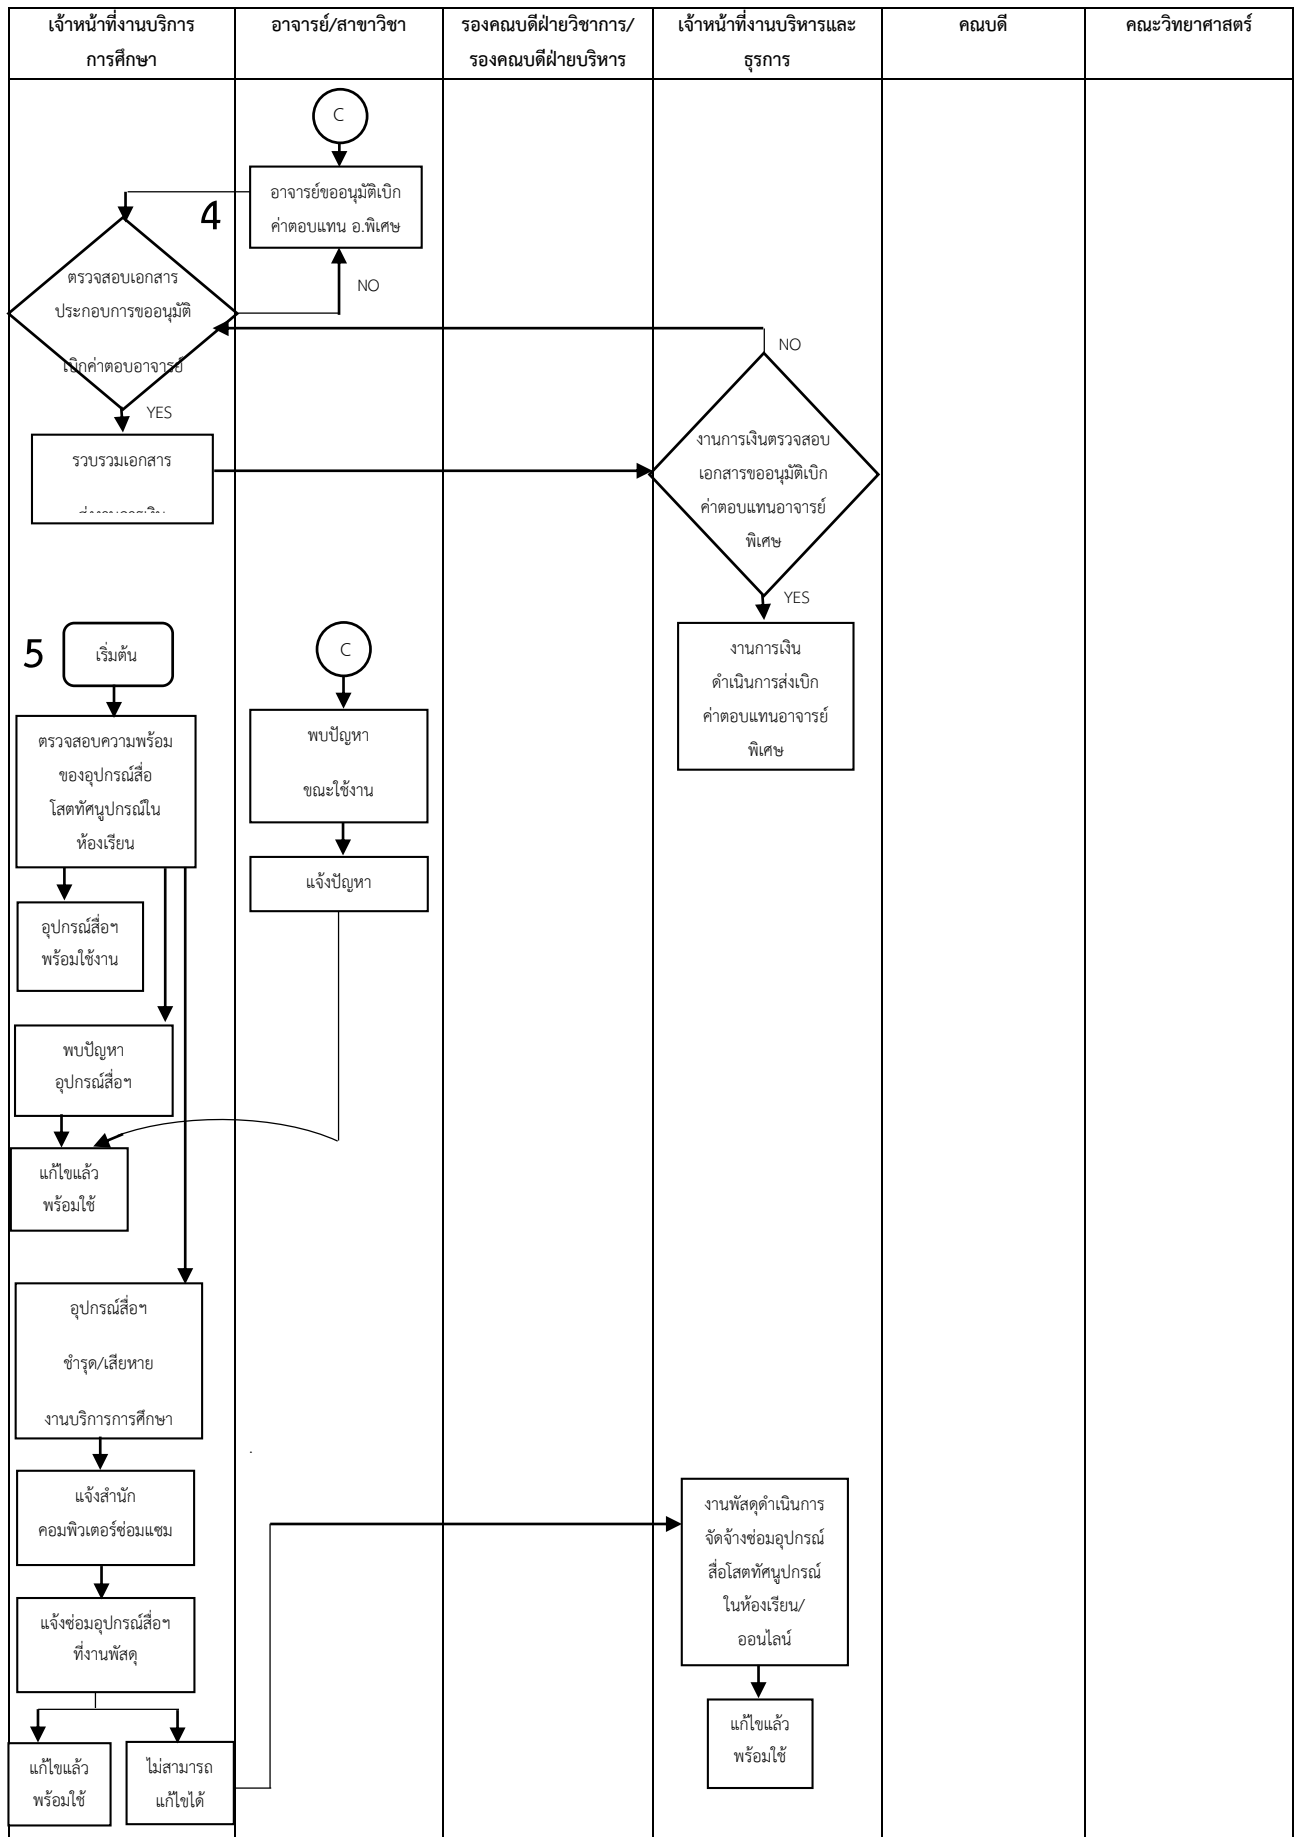 เจ้าหน้าที่งานบริการ
การศึกษา
อาจารย์/สาขาวิชา
รองคณบดีฝ่ายวิชาการ/
รองคณบดีฝ่ายบริหาร
เจ้าหน้าที่งานบริหารและ
ธุรการ
คณบดี
คณะวิทยาศาสตร์
C
อาจารย์ขออนุมัติเบิก
ค่าตอบแทน อ.พิเศษ
4
ตรวจสอบเอกสาร
ประกอบการขออนุมัติ
เบิกค่าตอบอาจารย์
NO
NO
YES
รวบรวมเอกสาร
งานการเงินตรวจสอบ
เอกสารขออนุมัติเบิก
ค่าตอบแทนอาจารย์
พิเศษ
YES
งานการเงิน
ดำเนินการส่งเบิก
ค่าตอบแทนอาจารย์
พิเศษ
5
เริ่มต้น
ตรวจสอบความพร้อม
ของอุปกรณ์สื่อ
โสตทัศนูปกรณ์ใน
ห้องเรียน
C
พบปัญหา
ขณะใช้งาน
แจ้งปัญหา
อุปกรณ์สื่อฯ
พร้อมใช้งาน
พบปัญหา
อุปกรณ์สื่อฯ
แก้ไขแล้ว
พร้อมใช้
อุปกรณ์สื่อฯ
ชำรุด/เสียหาย
งานบริการการศึกษา
แจ้งสำนัก
คอมพิวเตอร์ซ่อมแซม
แจ้งซ่อมอุปกรณ์สื่อฯ
ที่งานพัสดุ
แก้ไขแล้ว
พร้อมใช้
ไม่สามารถ
แก้ไขได้
งานพัสดุดำเนินการ
จัดจ้างซ่อมอุปกรณ์
สื่อโสตทัศนูปกรณ์
ในห้องเรียน/
ออนไลน์
แก้ไขแล้ว
พร้อมใช้